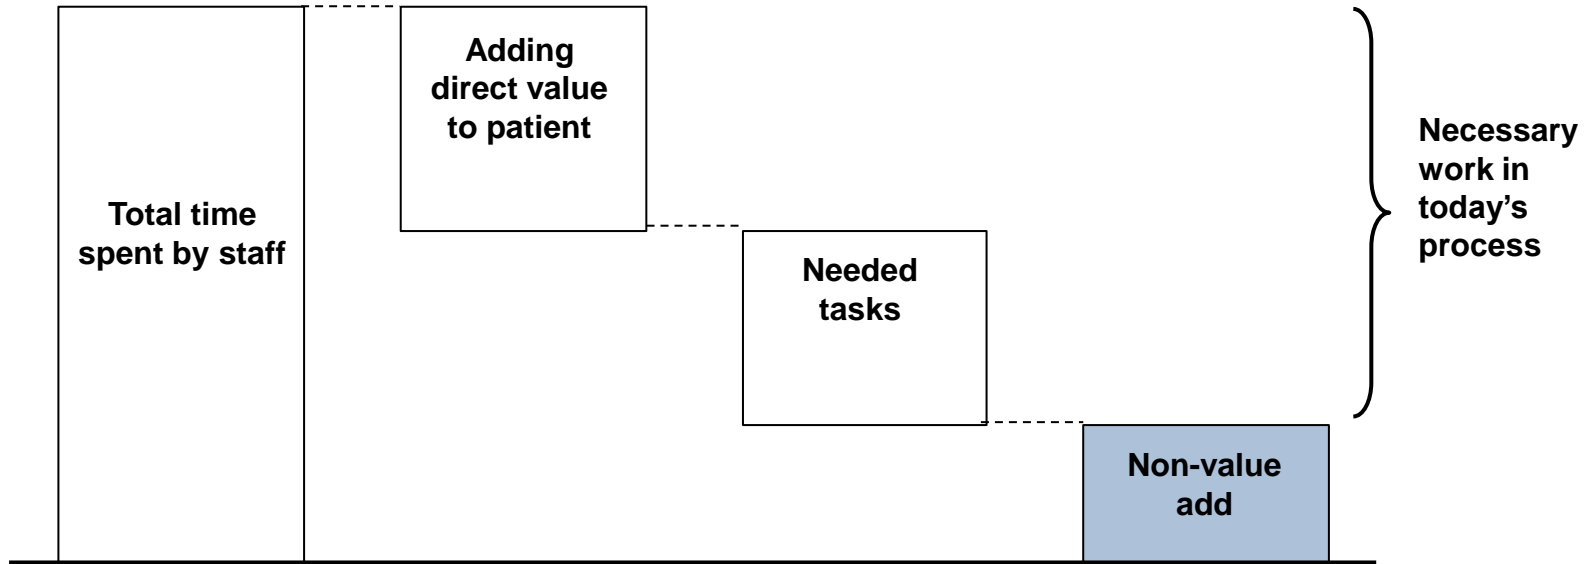 Total time
spent by staff
Adding
direct value
to patient
Needed
tasks
Non-value
add
Necessary
work in
today’s
process